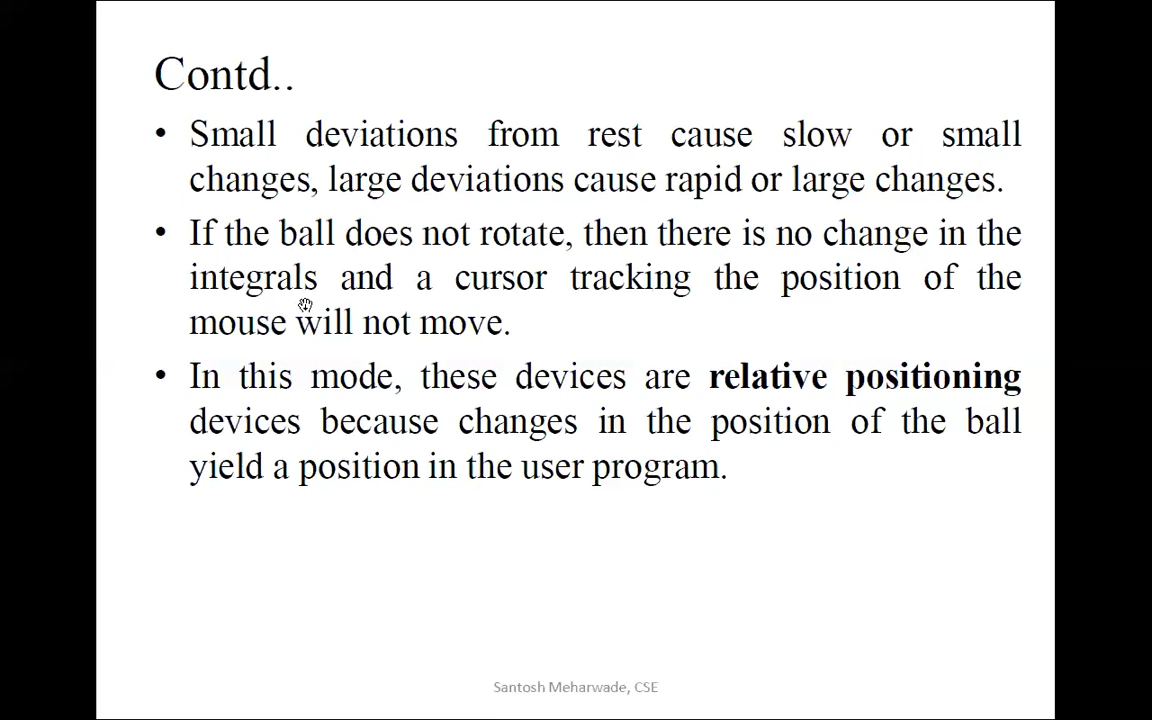 Contd..
• Small deviations from rest cause slow or small
changes, large deviations cause rapid or large changes.
• If the ball does not rotate, then there is no change in the
integrals and a cursor tracking the position of the
mouse will not move.
• In this mode, these devices are relative positioning
devices because changes in the position of the ball
yield a position in the user program.
Santosh Meharwade, CSE